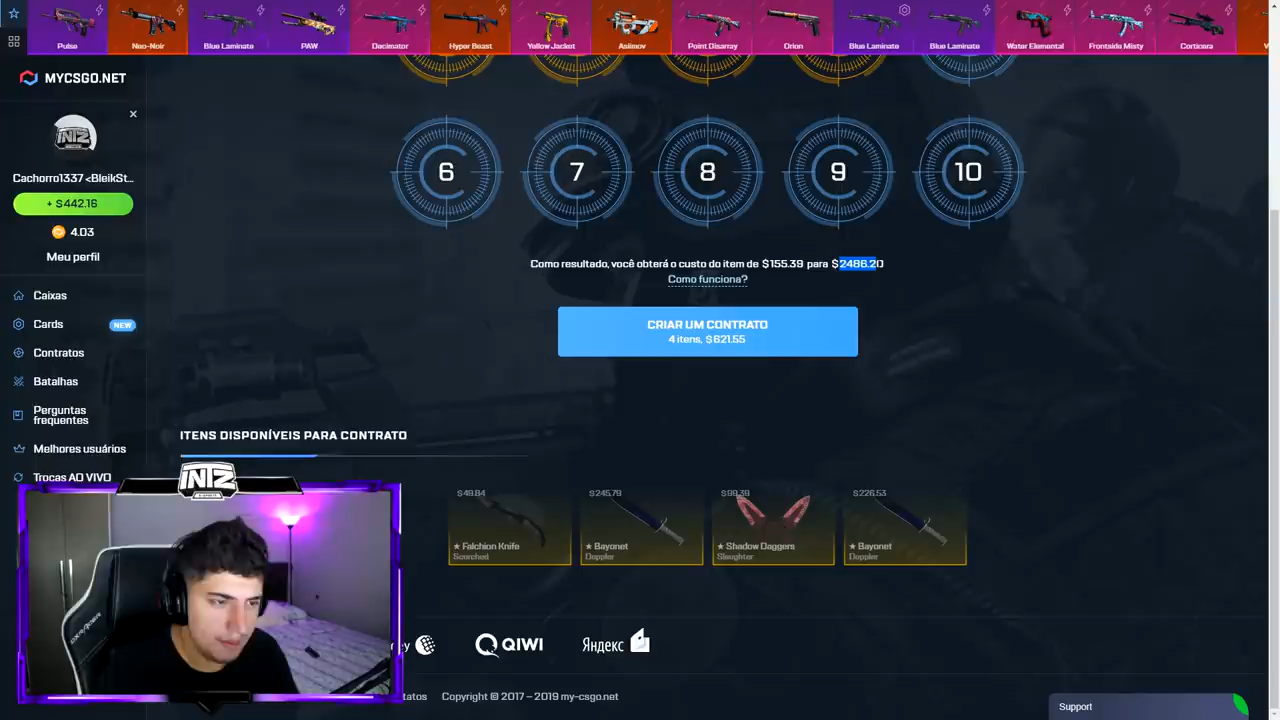 Pulse
Neo-Noir
Blue Laminate
PAW
Decimator
Hyper Beast
Yellow Jacket
Asiimov
Point Disarray
Orion
Blue Laminate
Blue Laminate
Water Elemental
Frontside Misty
Corticera
MYCSGO.NET
Cachorro1337 <BleikSt...
+ $442.16
4.03
Meu perfil
Caixas
Cards
NEW
Contratos
Batalhas
Perguntas
frequentes
Melhores usuários
Trocas AO VIVO
6
7
8
9
10
Como resultado, você obterá o custo do item de $155.39 para $2486.20
Como funciona?
CRIAR UM CONTRATO
4 itens, $621.55
ITENS DISPONÍVEIS PARA CONTRATO
$49.84
★ Falchion Knife
Scorched
$245.79
★ Bayonet
Doppler
$99.39
★ Shadow Daggers
Slaughter
$226.53
★ Bayonet
Doppler
INTZ
E-SPORTS
DXRACER
QIWI
Яндекс
Copyright © 2017 – 2019 my-csgo.net
Support